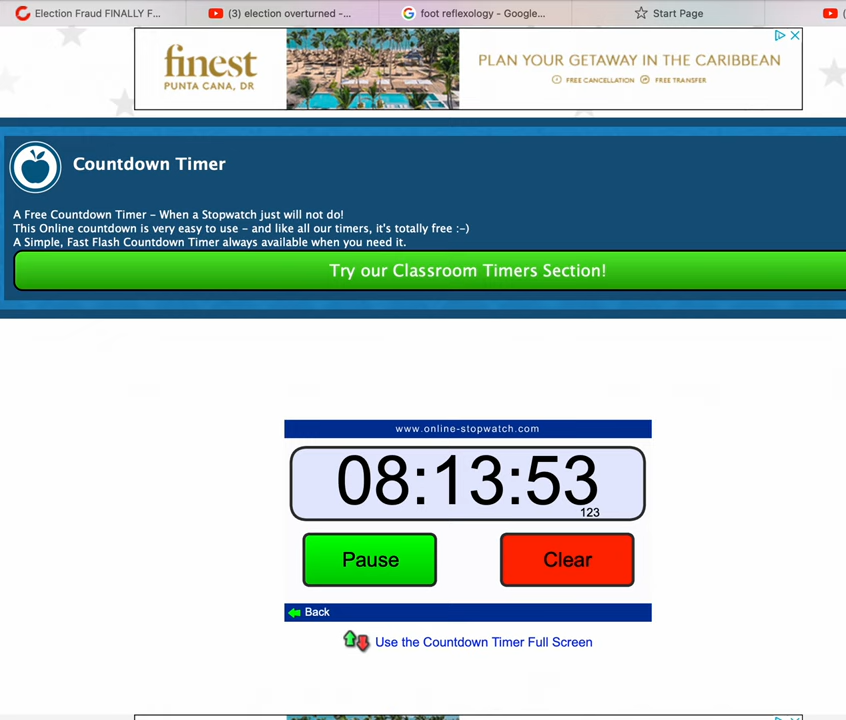 Election Fraud FINALLY F...
(3) election overturned -...
foot reflexology - Google...
Start Page
finest
PUNTA CANA, DR
PLAN YOUR GETAWAY IN THE CARIBBEAN
FREE CANCELLATION FREE TRANSFER
Countdown Timer
A Free Countdown Timer - When a Stopwatch just will not do!
This Online countdown is very easy to use - and like all our timers, it's totally free :-)
A Simple, Fast Flash Countdown Timer always available when you need it.
Try our Classroom Timers Section!
www.online-stopwatch.com
08:13:53
123
Pause
Clear
Back
Use the Countdown Timer Full Screen